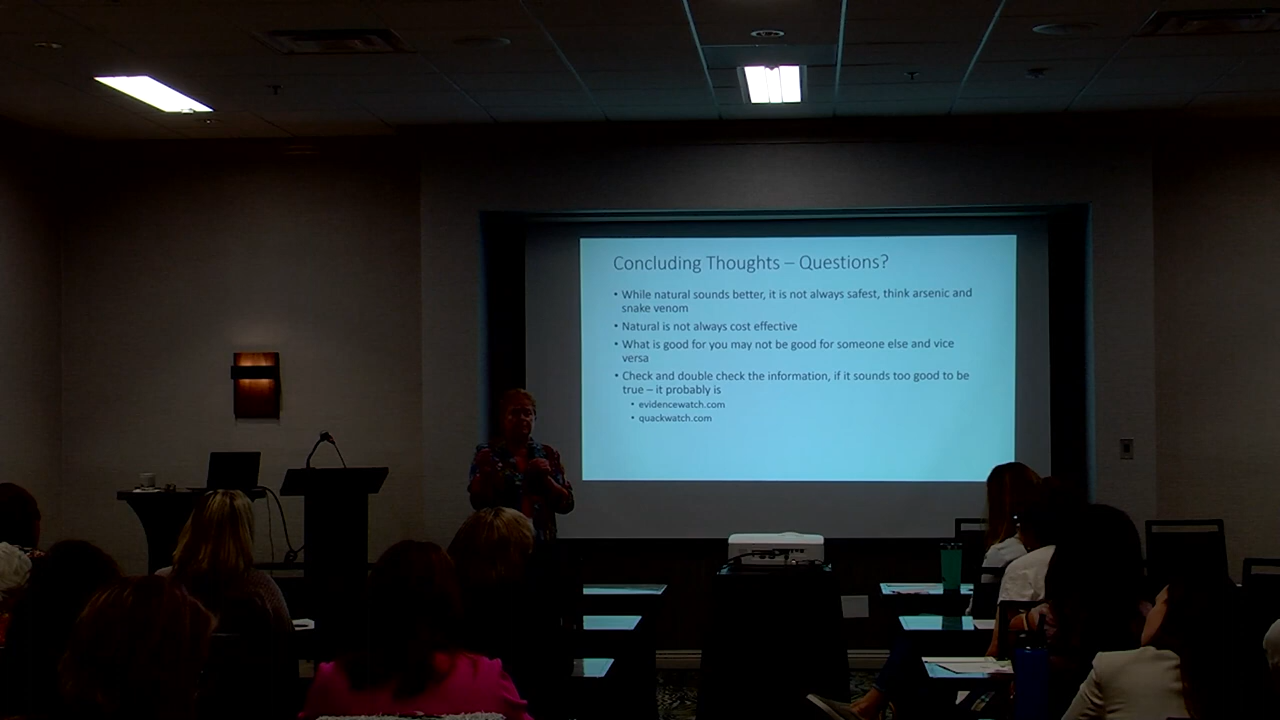 Concluding Thoughts – Questions?
• While natural sounds better, it is not always safest, think arsenic and
snake venom
• Natural is not always cost effective
• What is good for you may not be good for someone else and vice
versa
• Check and double check the information, if it sounds too good to be
true – it probably is
• evidencewatch.com
• quackwatch.com